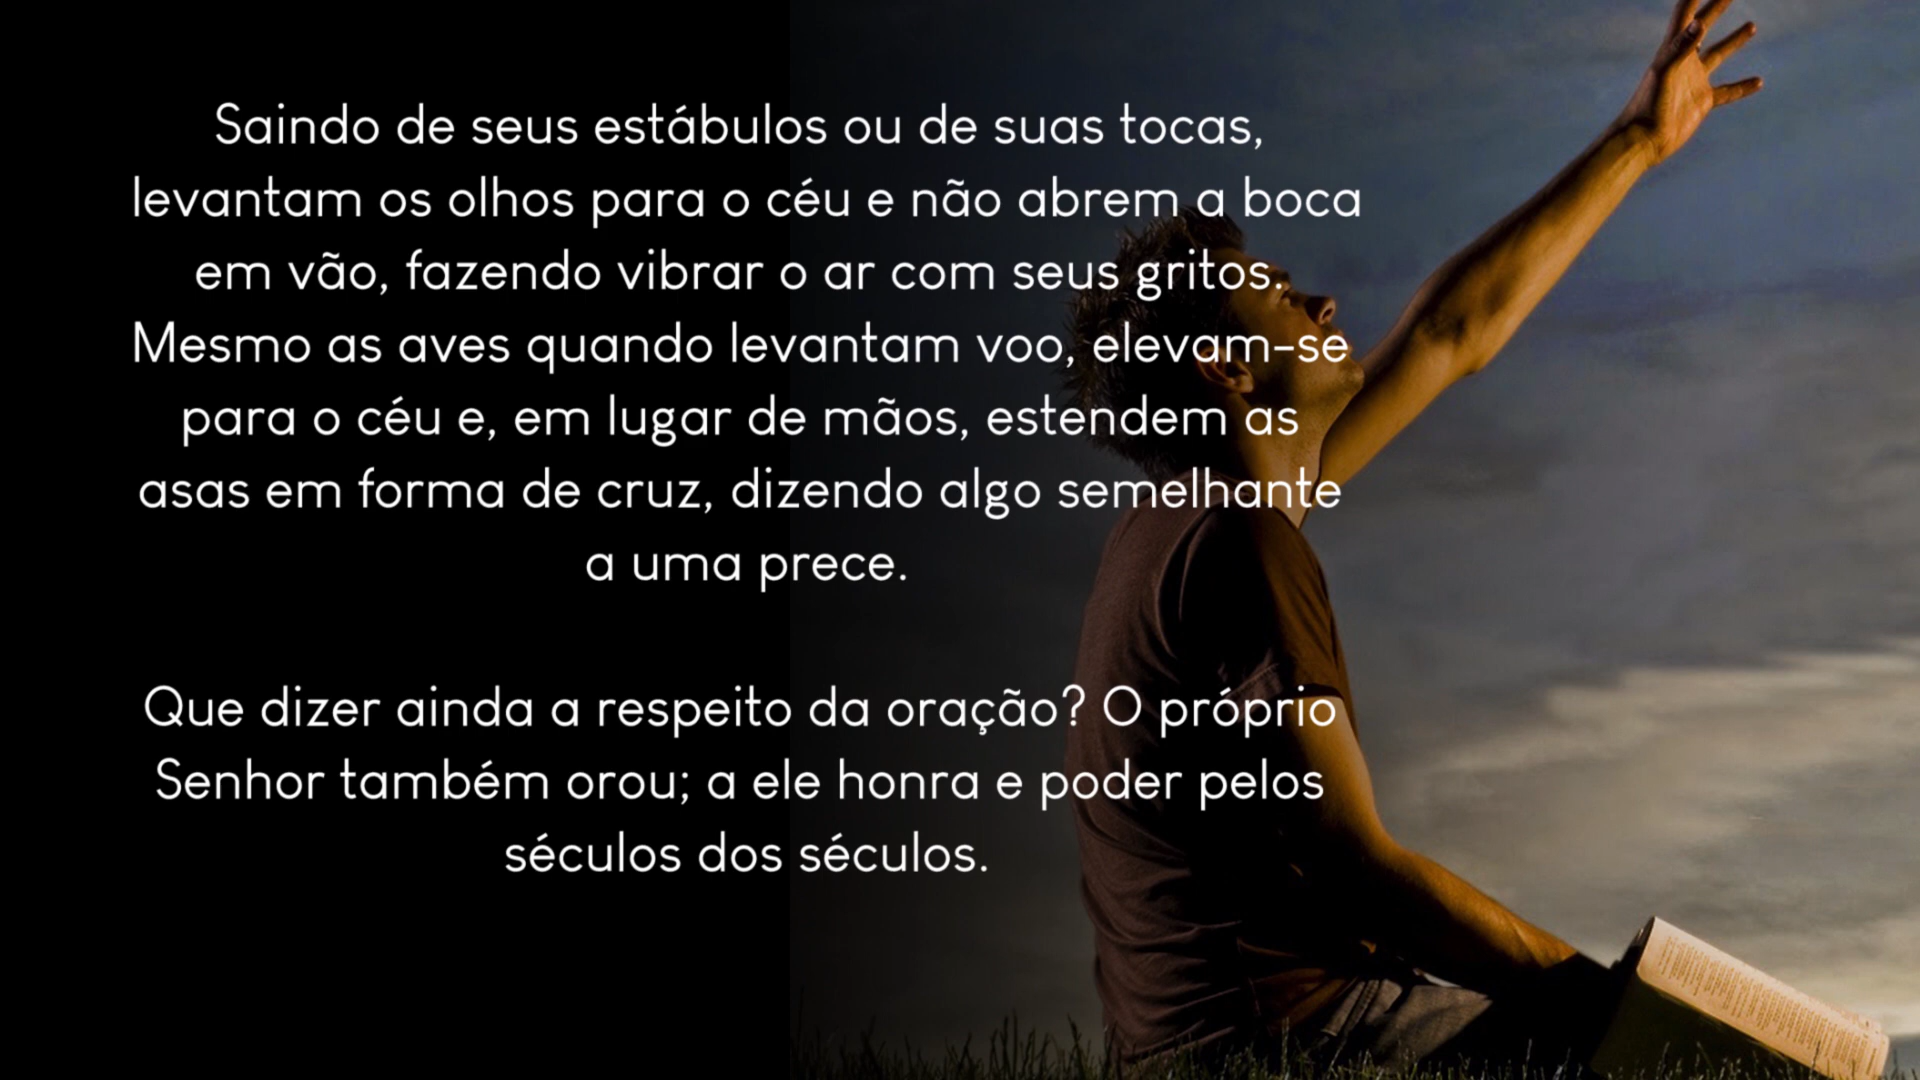 Saindo de seus estábulos ou de suas tocas,
levantam os olhos para o céu e não abrem a boca
em vão, fazendo vibrar o ar com seus gritos.
Mesmo as aves quando levantam voo, elevam-se
para o céu e, em lugar de mãos, estendem as
asas em forma de cruz, dizendo algo semelhante
a uma prece.
Que dizer ainda a respeito da oração? O próprio
Senhor também orou; a ele honra e poder pelos
séculos dos séculos.